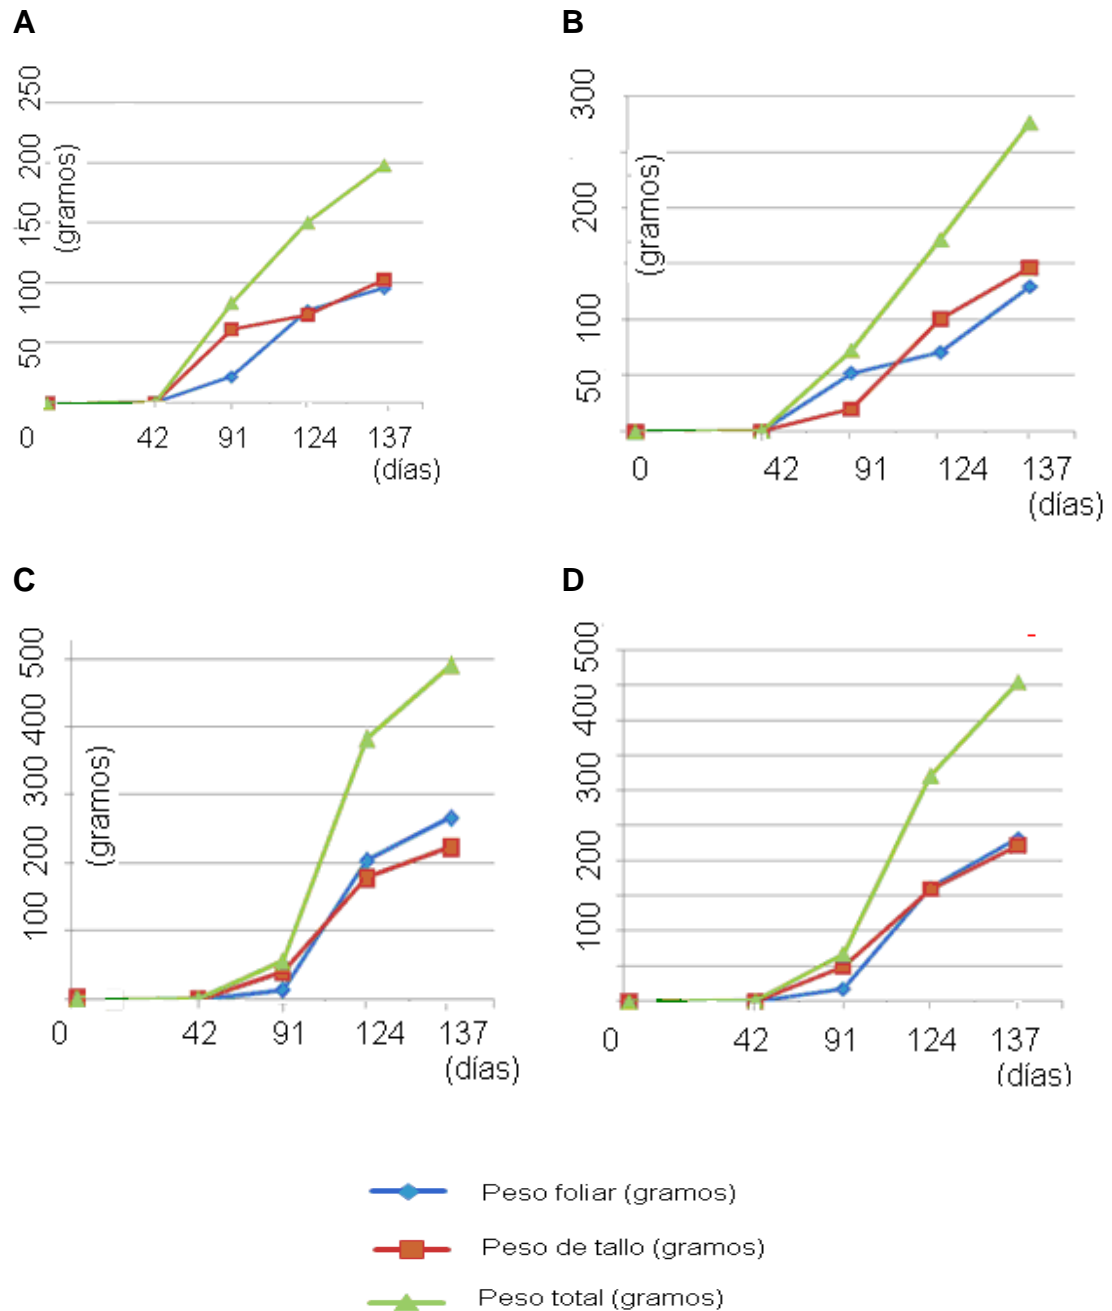 A
B
250
200
150
100
50
(gramos)
0 42 91 124 137
(días)
300
200
100
50
(gramos)
0 42 91 124 137
(días)
C
D
500
400
300
200
100
(gramos)
0 42 91 124 137
(días)
500
400
300
200
100
0 42 91 124 137
(días)
Peso foliar (gramos)
Peso de tallo (gramos)
Peso total (gramos)